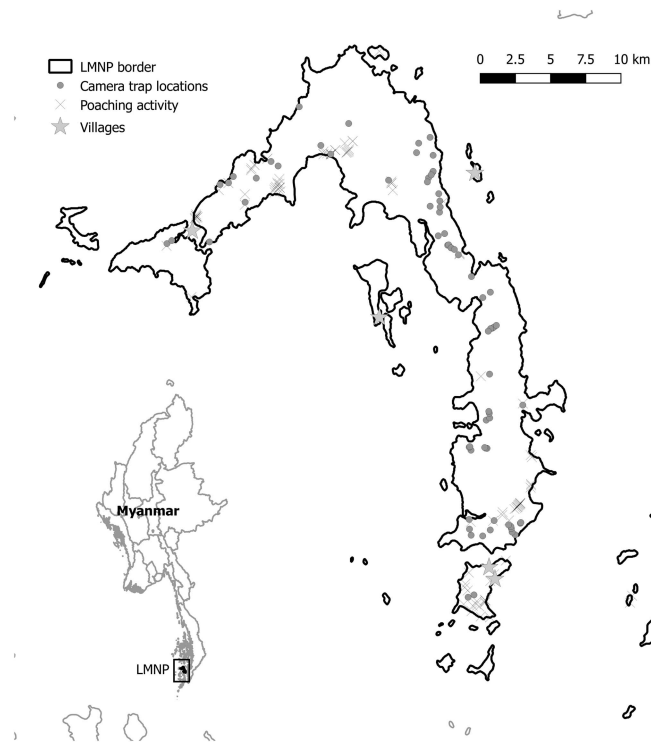 LMNP border
Camera trap locations
Poaching activity
Villages
0 2.5 5 7.5 10 km
Myanmar
LMNP